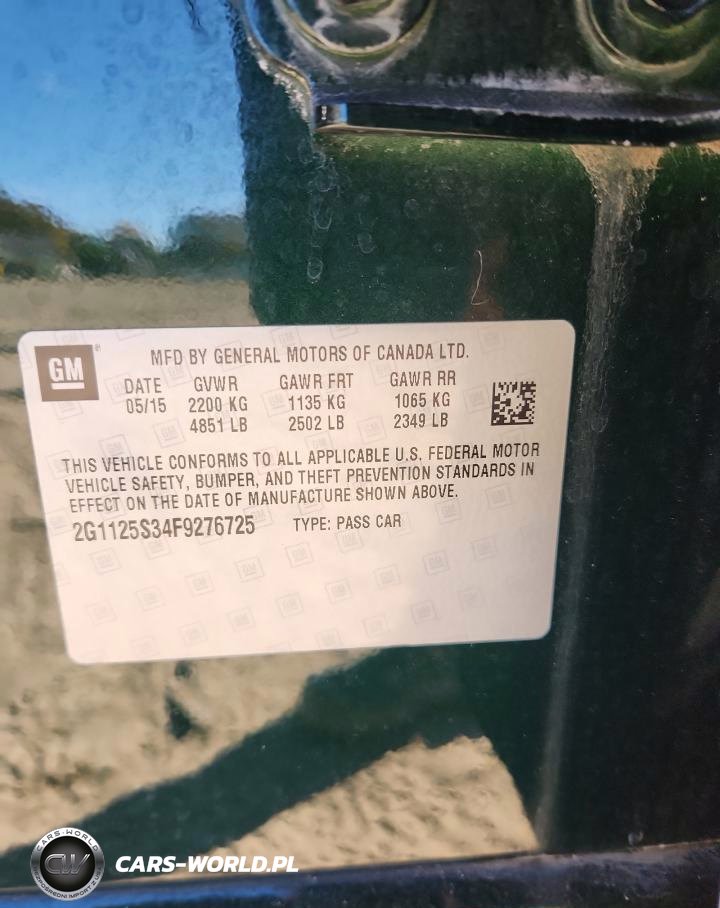 GM
MFD BY GENERAL MOTORS OF CANADA LTD.
DATE GVWR GAWR FRT GAWR RR
05/15 2200 KG 1135 KG 1065 KG
4851 LB 2502 LB 2349 LB
THIS VEHICLE CONFORMS TO ALL APPLICABLE U.S. FEDERAL MOTOR
VEHICLE SAFETY, BUMPER, AND THEFT PREVENTION STANDARDS IN
EFFECT ON THE DATE OF MANUFACTURE SHOWN ABOVE.
2G1125S34F9276725 TYPE: PASS CAR
CARS-WORLD
CW
CARS-WORLD.PL